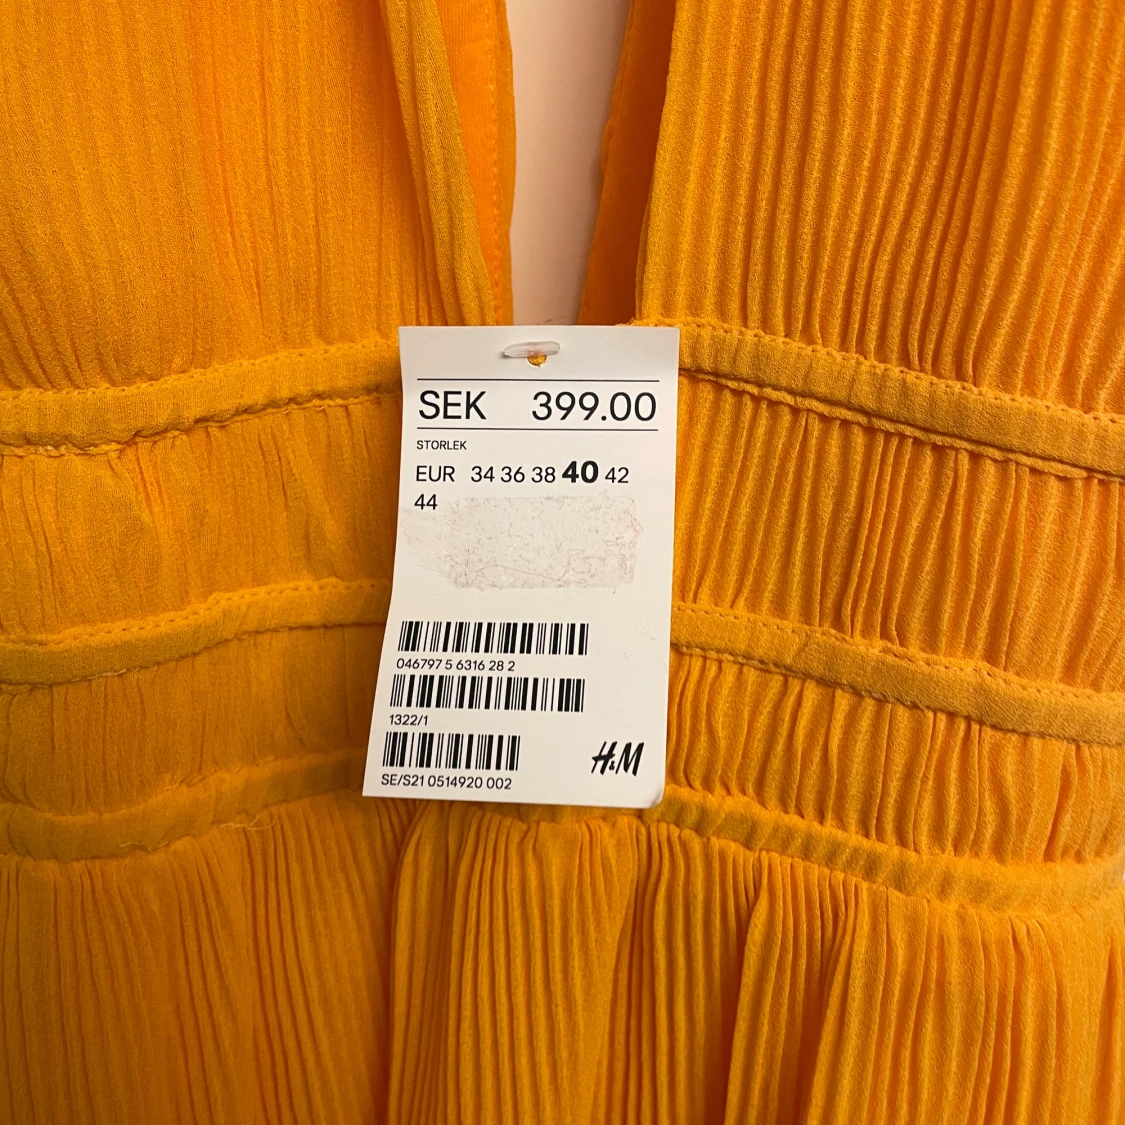 SEK 399.00
STORLEK
EUR 34 36 38 40 42
44
046797 5 6316 28 2
1322/1
H&M
SE/S21 0514920 002